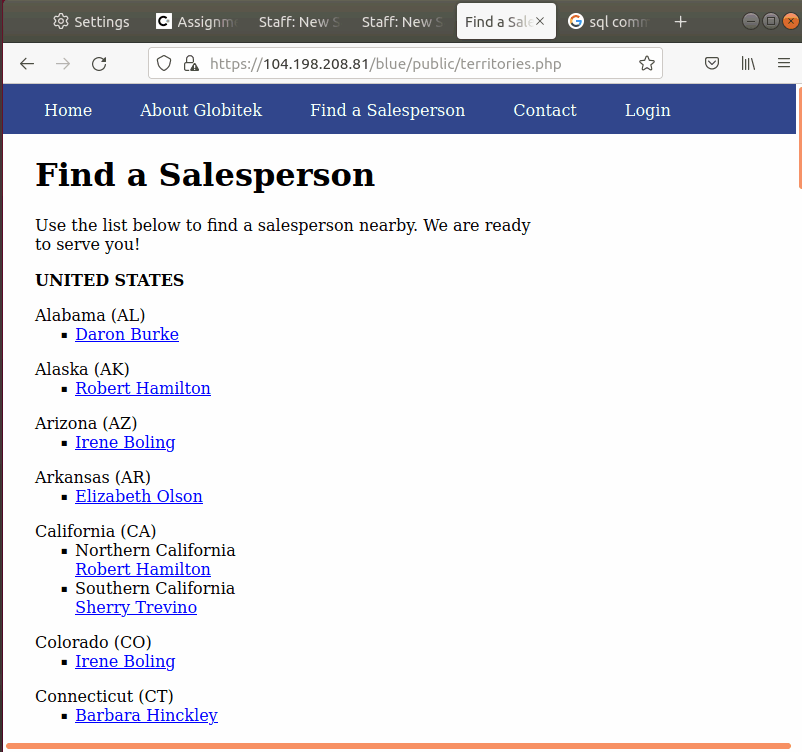 Settings
Assignm
Staff: New S
Staff: New S
Find a Sale
sql comm
https://104.198.208.81/blue/public/territories.php
Home About Globitek Find a Salesperson Contact Login
Find a Salesperson
Use the list below to find a salesperson nearby. We are ready
to serve you!
UNITED STATES
Alabama (AL)
Daron Burke
Alaska (AK)
Robert Hamilton
Arizona (AZ)
Irene Boling
Arkansas (AR)
Elizabeth Olson
California (CA)
Northern California
Robert Hamilton
Southern California
Sherry Trevino
Colorado (CO)
Irene Boling
Connecticut (CT)
Barbara Hinckley